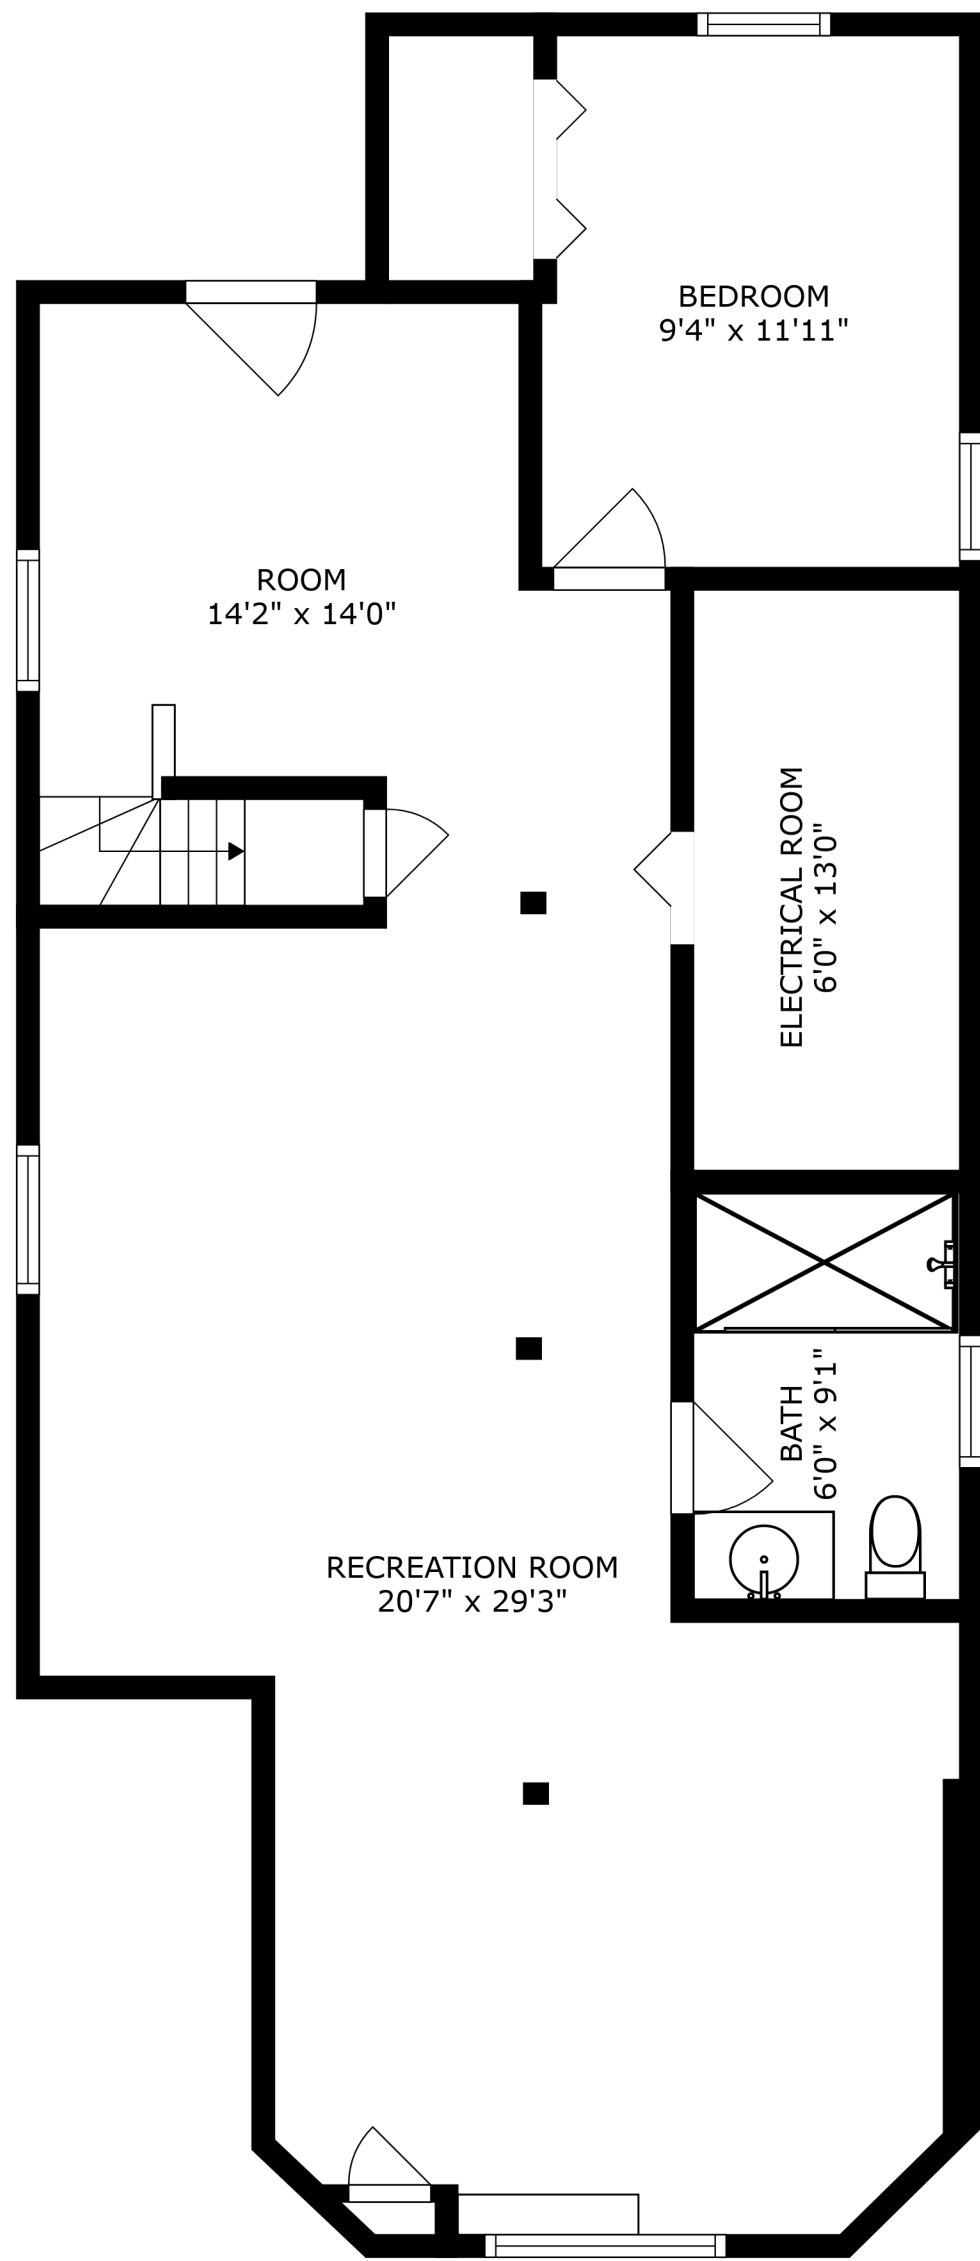 BEDROOM
9'4" x 11'11"
ROOM
14'2" x 14'0"
ELECTRICAL ROOM
6'0" x 13'0"
BATH
6'0" x 9'1"
RECREATION ROOM
20'7" x 29'3"